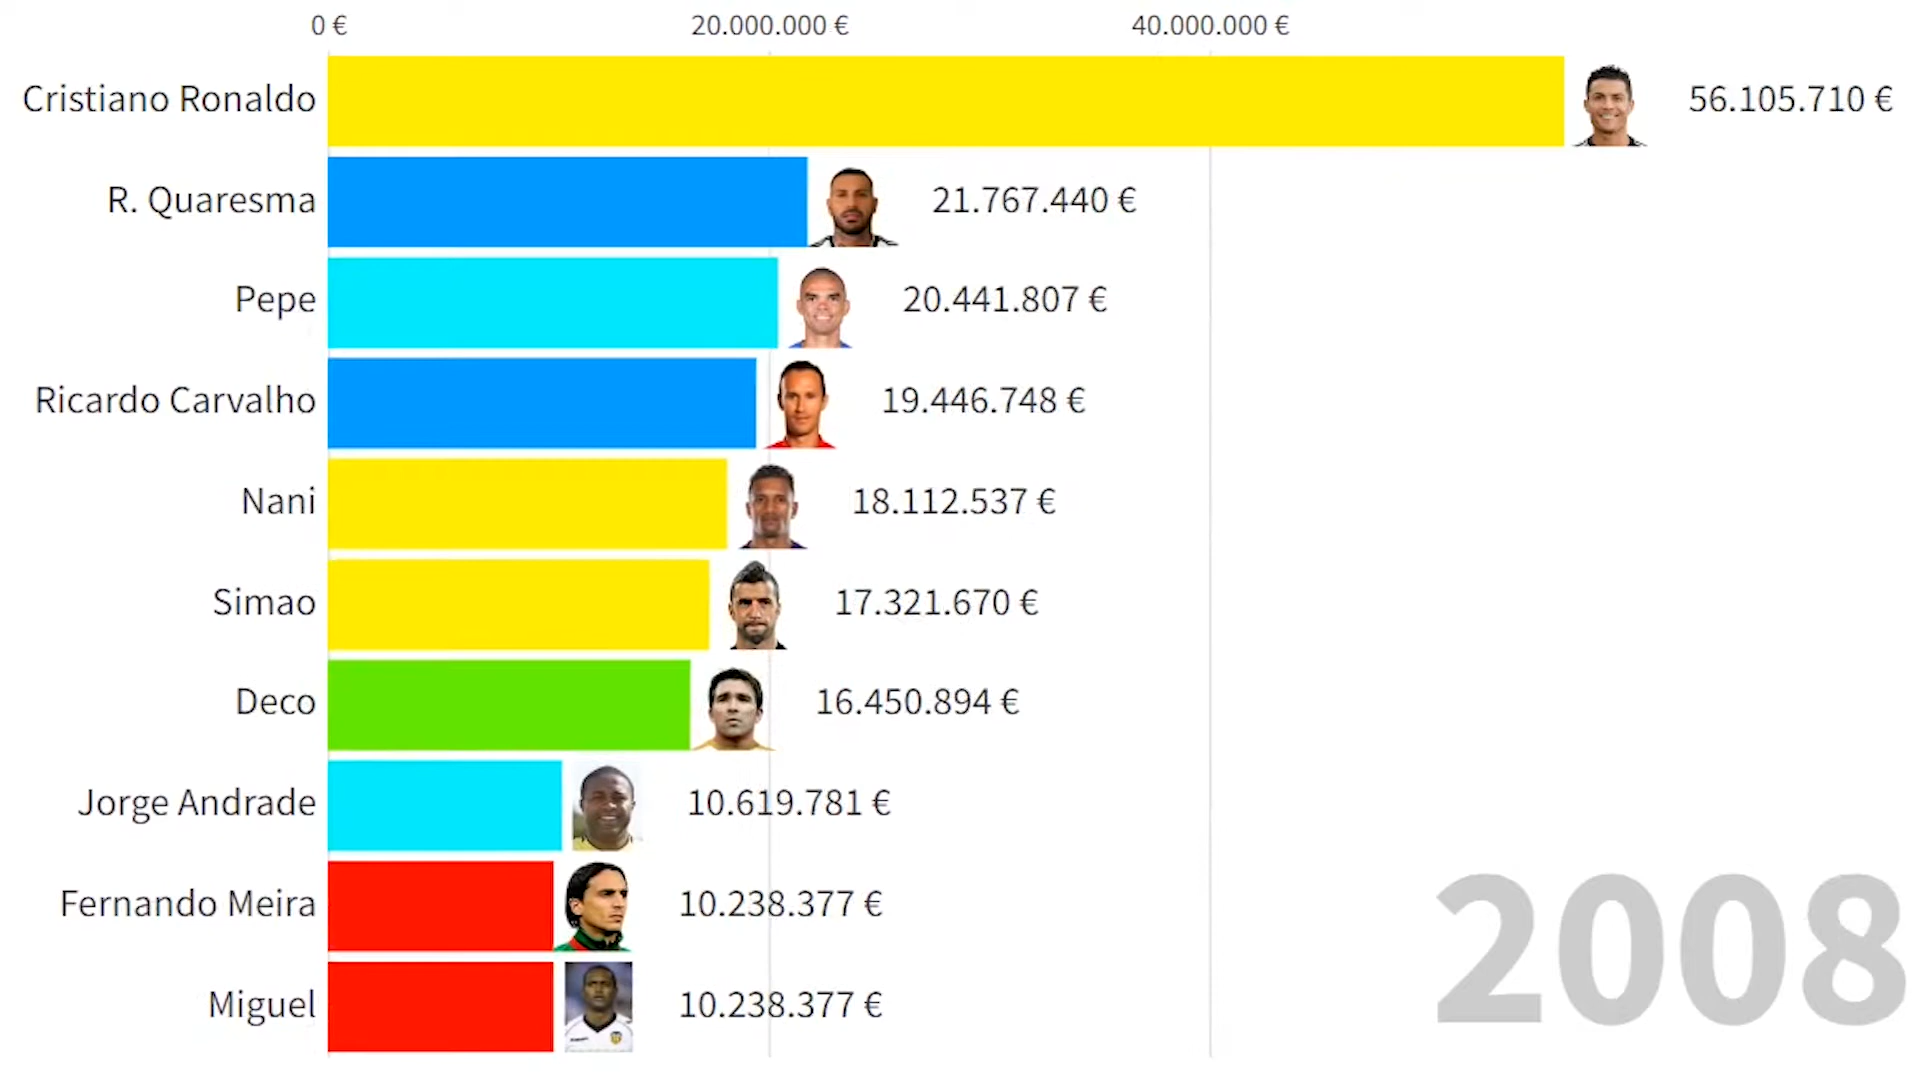 0 € 20.000.000 € 40.000.000 €
Cristiano Ronaldo 56.105.710 €
R. Quaresma 21.767.440 €
Pepe 20.441.807 €
Ricardo Carvalho 19.446.748 €
Nani 18.112.537 €
Simao 17.321.670 €
Deco 16.450.894 €
Jorge Andrade 10.619.781 €
Fernando Meira 10.238.377 €
Miguel 10.238.377 €
2008